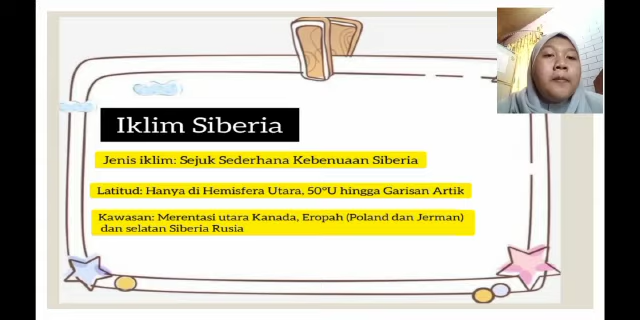 Iklim Siberia
Jenis iklim: Sejuk Sederhana Kebenuaan Siberia
Latitud: Hanya di Hemisfera Utara, 50°U hingga Garisan Artik
Kawasan: Merentasi utara Kanada, Eropah (Poland dan Jerman)
dan selatan Siberia Rusia